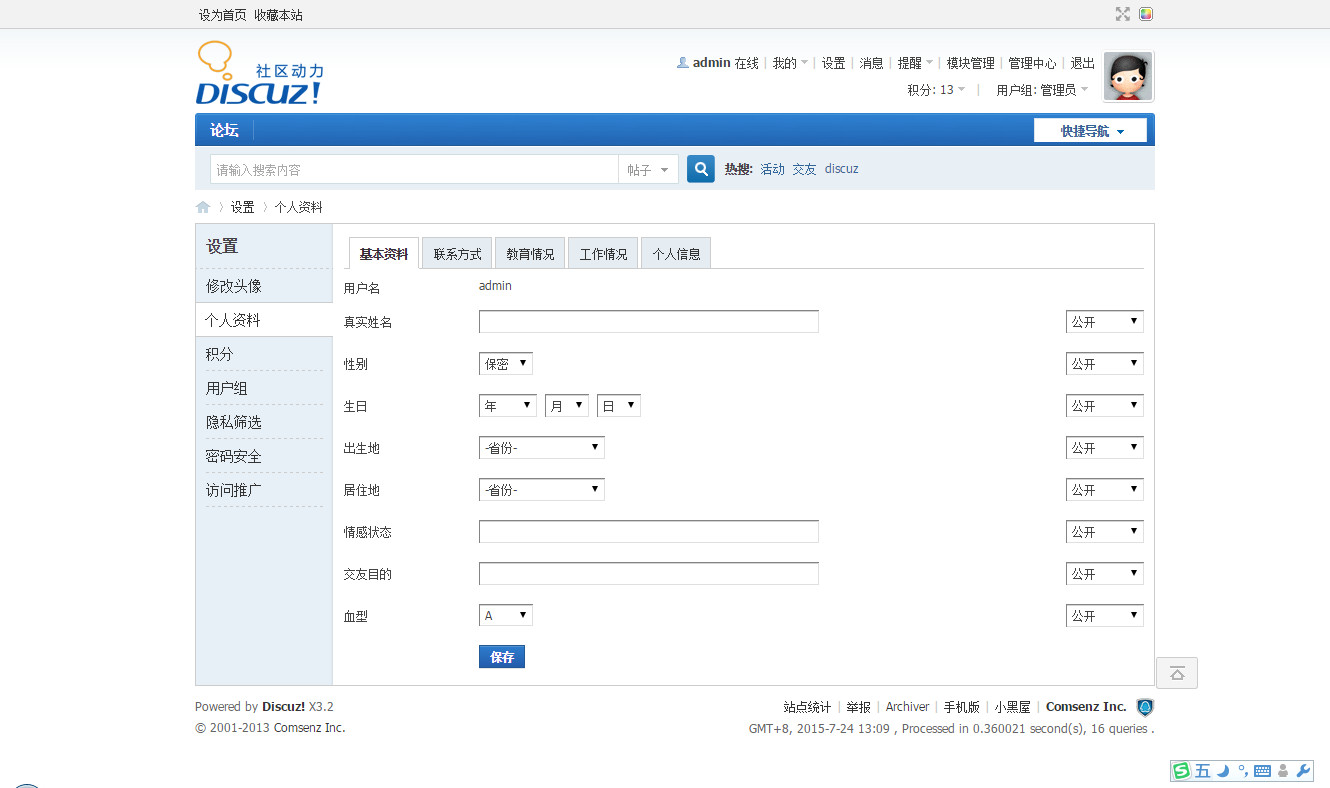 设为首页 收藏本站
社区动力
DISCUZ!
admin 在线 我的 设置 消息 提醒 模块管理 管理中心 退出
积分: 13 用户组: 管理员
论坛 快捷导航
请输入搜索内容 帖子 热搜: 活动 交友 discuz
设置 个人资料
设置
修改头像
个人资料
积分
用户组
隐私筛选
密码安全
访问推广
基本资料 联系方式 教育情况 工作情况 个人信息
用户名 admin
真实姓名 公开
性别 保密 公开
生日 年 月 日 公开
出生地 -省份- 公开
居住地 -省份- 公开
情感状态 公开
交友目的 公开
血型 A 公开
保存
Powered by Discuz! X3.2
© 2001-2013 Comsenz Inc.
站点统计 举报 Archiver 手机版 小黑屋 Comsenz Inc.
GMT+8, 2015-7-24 13:09 , Processed in 0.360021 second(s), 16 queries .
S 五